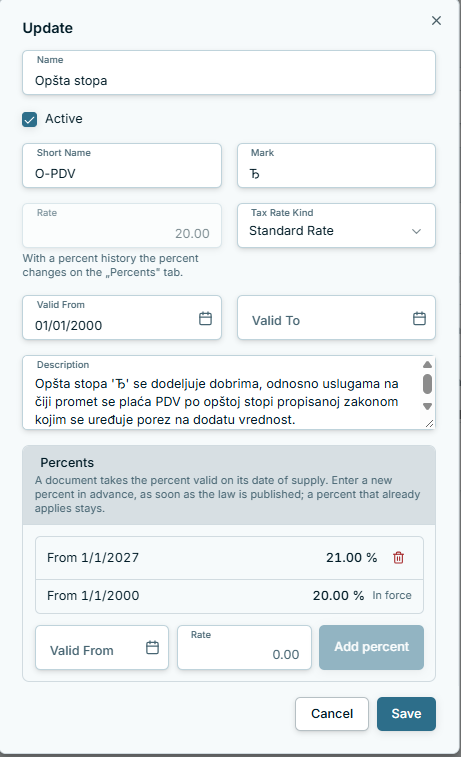 Update
Name
Opšta stopa
Active
Short Name
O-PDV
Mark
Ђ
Rate
20.00
Tax Rate Kind
Standard Rate
With a percent history the percent
changes on the „Percents" tab.
Valid From
01/01/2000
Valid To
Description
Opšta stopa 'Ђ' se dodeljuje dobrima, odnosno uslugama na
čiji promet se plaća PDV po opštoj stopi propisanoj zakonom
kojim se uređuje porez na dodatu vrednost.
Percents
A document takes the percent valid on its date of supply. Enter a new
percent in advance, as soon as the law is published; a percent that already
applies stays.
From 1/1/2027 21.00 %
From 1/1/2000 20.00 % In force
Valid From
Rate
0.00
Add percent
Cancel
Save